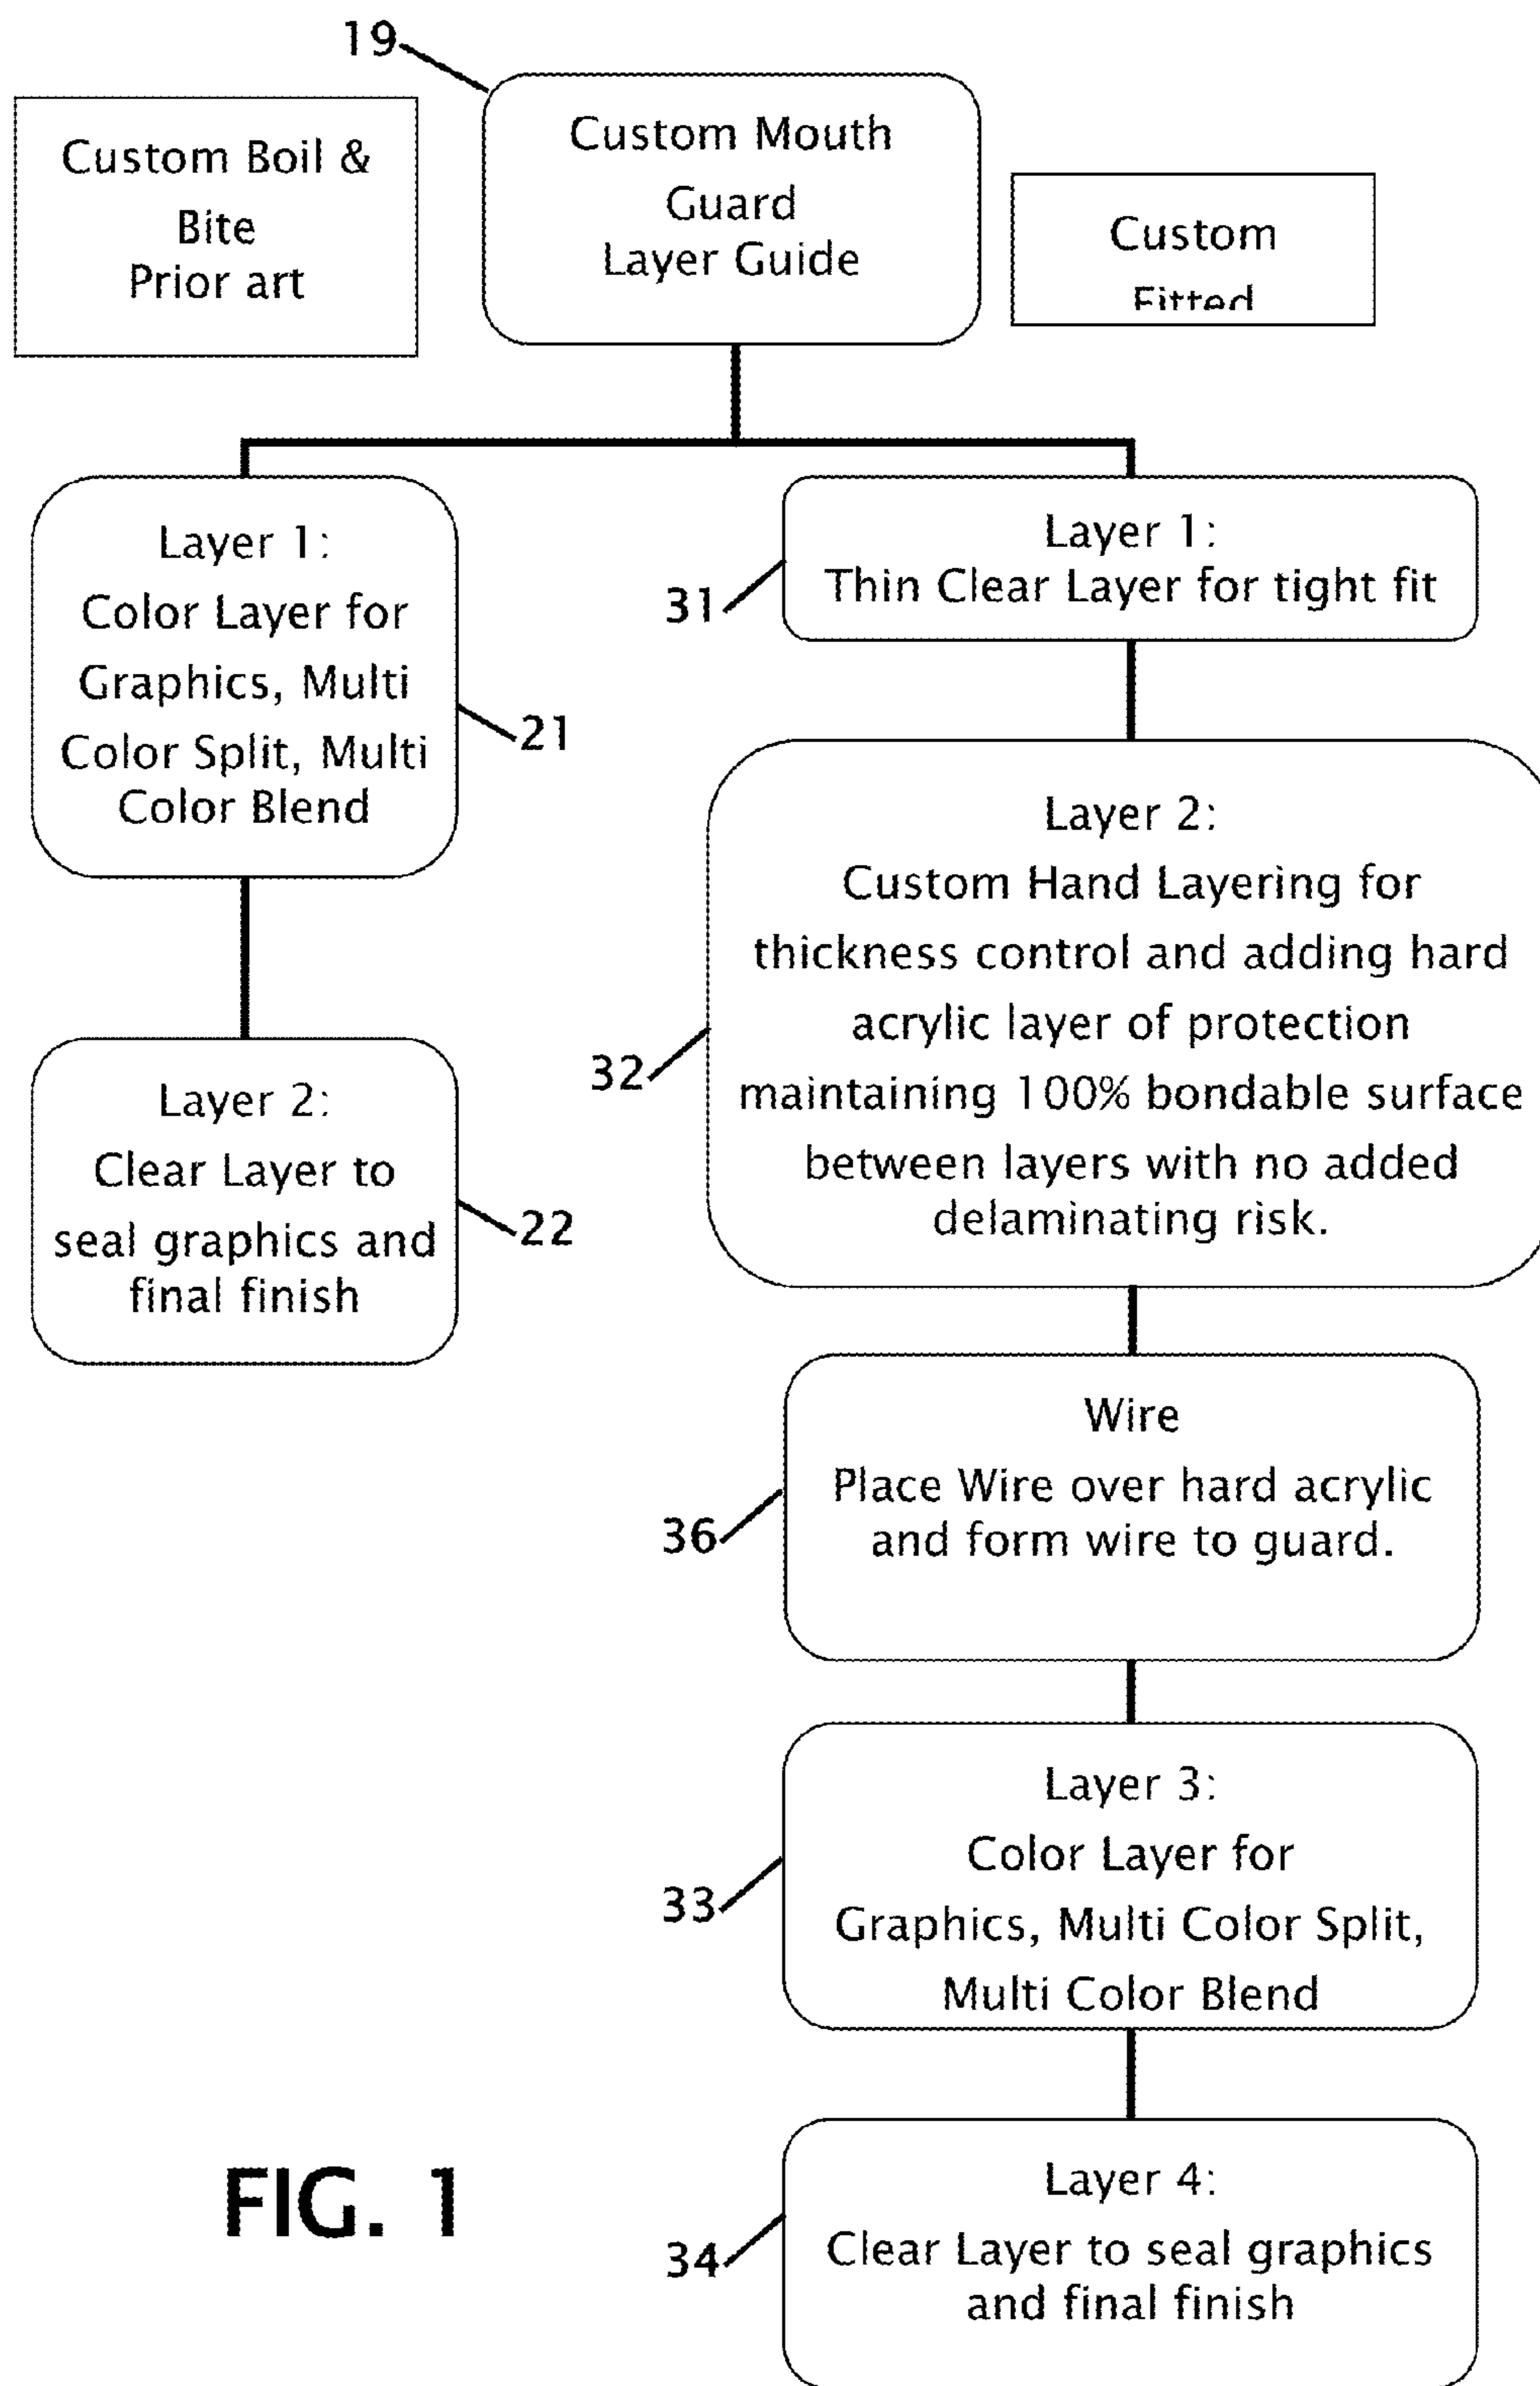 19
Custom Boil &
Bite
Prior art
Custom Mouth
Guard
Layer Guide
Custom
Fitted
Layer 1:
Color Layer for
Graphics, Multi
Color Split, Multi
Color Blend
21
Layer 2:
Clear Layer to
seal graphics and
final finish
22
Layer 1:
Thin Clear Layer for tight fit
31
Layer 2:
Custom Hand Layering for
thickness control and adding hard
acrylic layer of protection
maintaining 100% bondable surface
between layers with no added
delaminating risk.
32
Wire
Place Wire over hard acrylic
and form wire to guard.
36
Layer 3:
Color Layer for
Graphics, Multi Color Split,
Multi Color Blend
33
Layer 4:
Clear Layer to seal graphics
and final finish
34
FIG. 1